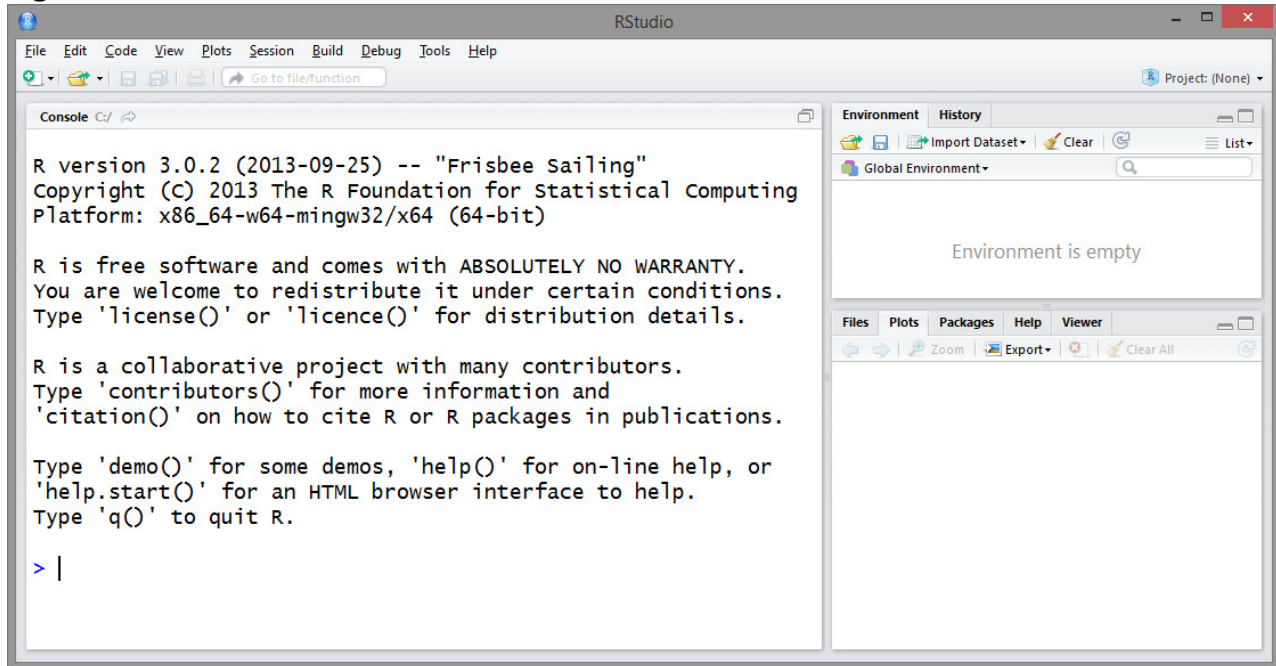 RStudio
File Edit Code View Plots Session Build Debug Tools Help
Go to file/function
Project: (None)
Console C:/
R version 3.0.2 (2013-09-25) -- "Frisbee Sailing"
Copyright (C) 2013 The R Foundation for Statistical Computing
Platform: x86_64-w64-mingw32/x64 (64-bit)
R is free software and comes with ABSOLUTELY NO WARRANTY.
You are welcome to redistribute it under certain conditions.
Type 'license()' or 'licence()' for distribution details.
R is a collaborative project with many contributors.
Type 'contributors()' for more information and
'citation()' on how to cite R or R packages in publications.
Type 'demo()' for some demos, 'help()' for on-line help, or
'help.start()' for an HTML browser interface to help.
Type 'q()' to quit R.
>
Environment History
Import Dataset Clear List
Global Environment
Environment is empty
Files Plots Packages Help Viewer
Zoom Export Clear All